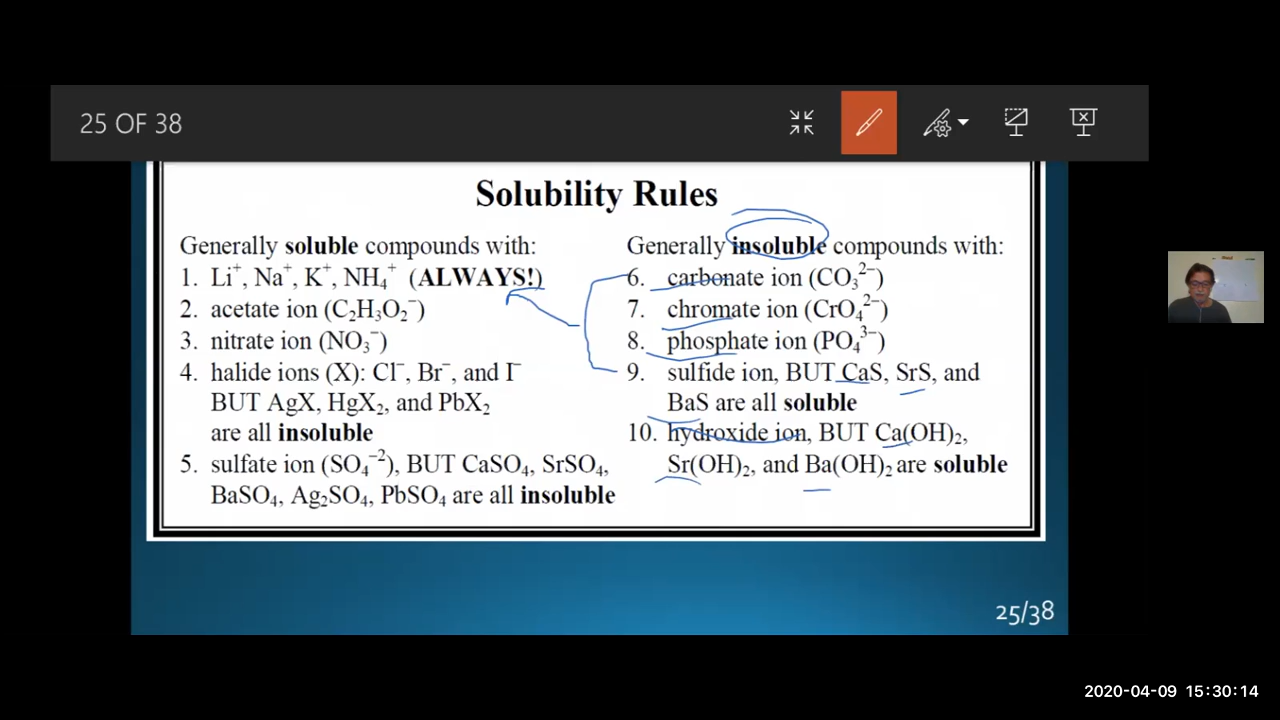 25 OF 38
Solubility Rules
Generally soluble compounds with:
1. Li⁺, Na⁺, K⁺, NH₄⁺ (ALWAYS!)
2. acetate ion (C₂H₃O₂⁻)
3. nitrate ion (NO₃⁻)
4. halide ions (X): Cl⁻, Br⁻, and I⁻
BUT AgX, HgX₂, and PbX₂
are all insoluble
5. sulfate ion (SO₄⁻²), BUT CaSO₄, SrSO₄,
BaSO₄, Ag₂SO₄, PbSO₄ are all insoluble
Generally insoluble compounds with:
6. carbonate ion (CO₃²⁻)
7. chromate ion (CrO₄²⁻)
8. phosphate ion (PO₄³⁻)
9. sulfide ion, BUT CaS, SrS, and
BaS are all soluble
10. hydroxide ion, BUT Ca(OH)₂,
Sr(OH)₂, and Ba(OH)₂ are soluble
25/38
2020-04-09 15:30:14